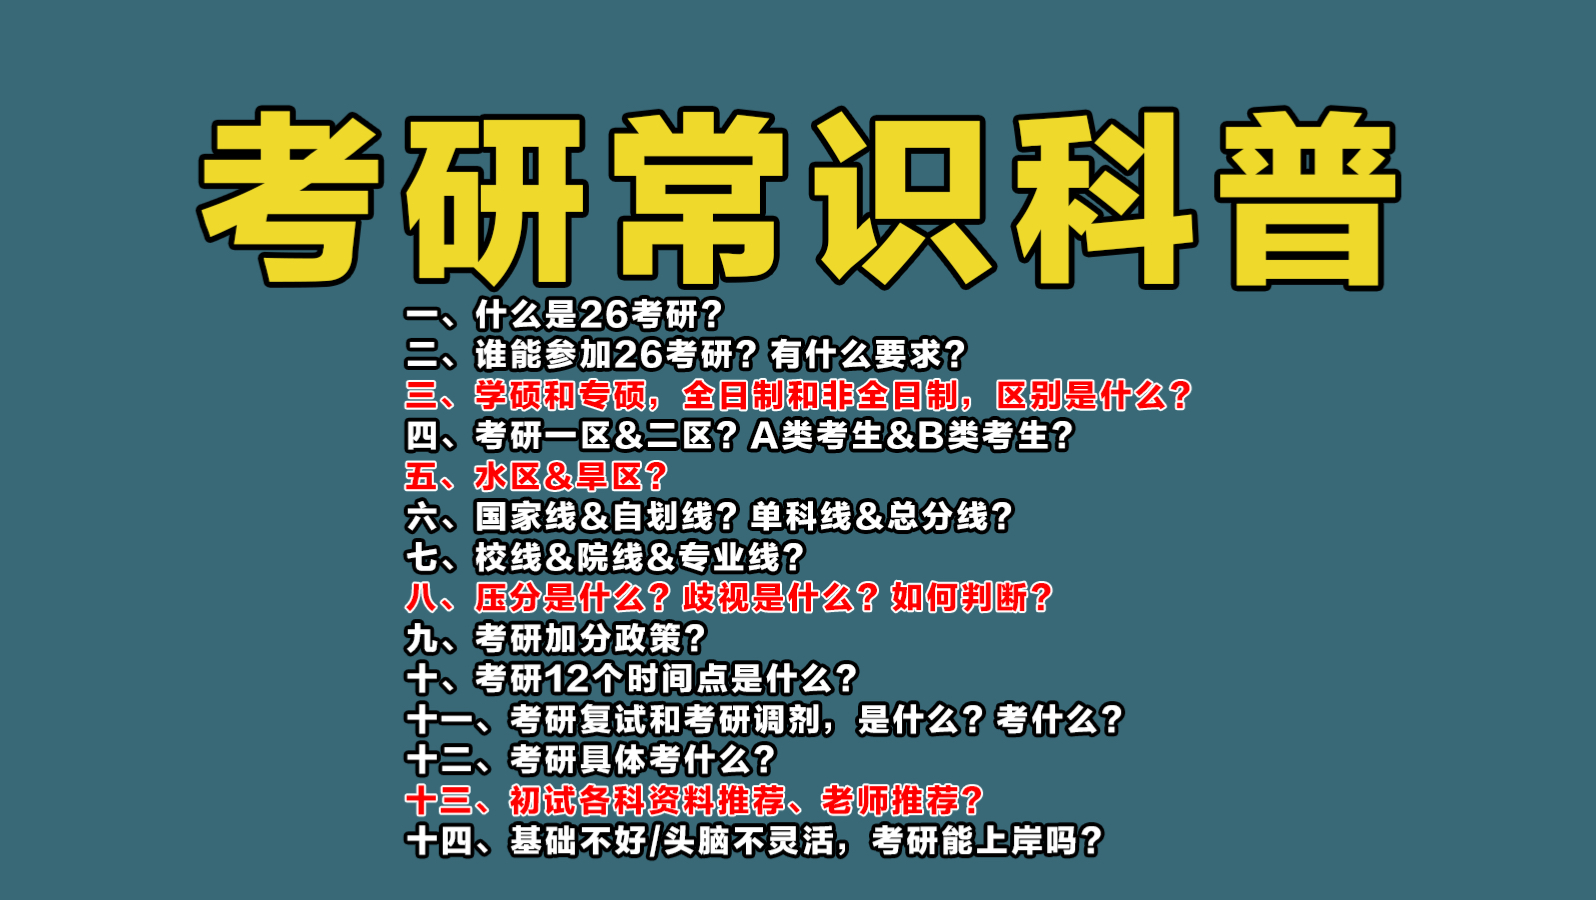 考研常识科普
一、什么是26考研？
二、谁能参加26考研？有什么要求？
三、学硕和专硕，全日制和非全日制，区别是什么？
四、考研一区&二区？A类考生&B类考生？
五、水区&旱区？
六、国家线&自划线？单科线&总分线？
七、校线&院线&专业线？
八、压分是什么？歧视是什么？如何判断？
九、考研加分政策？
十、考研12个时间点是什么？
十一、考研复试和考研调剂，是什么？考什么？
十二、考研具体考什么？
十三、初试各科资料推荐、老师推荐？
十四、基础不好/头脑不灵活，考研能上岸吗？